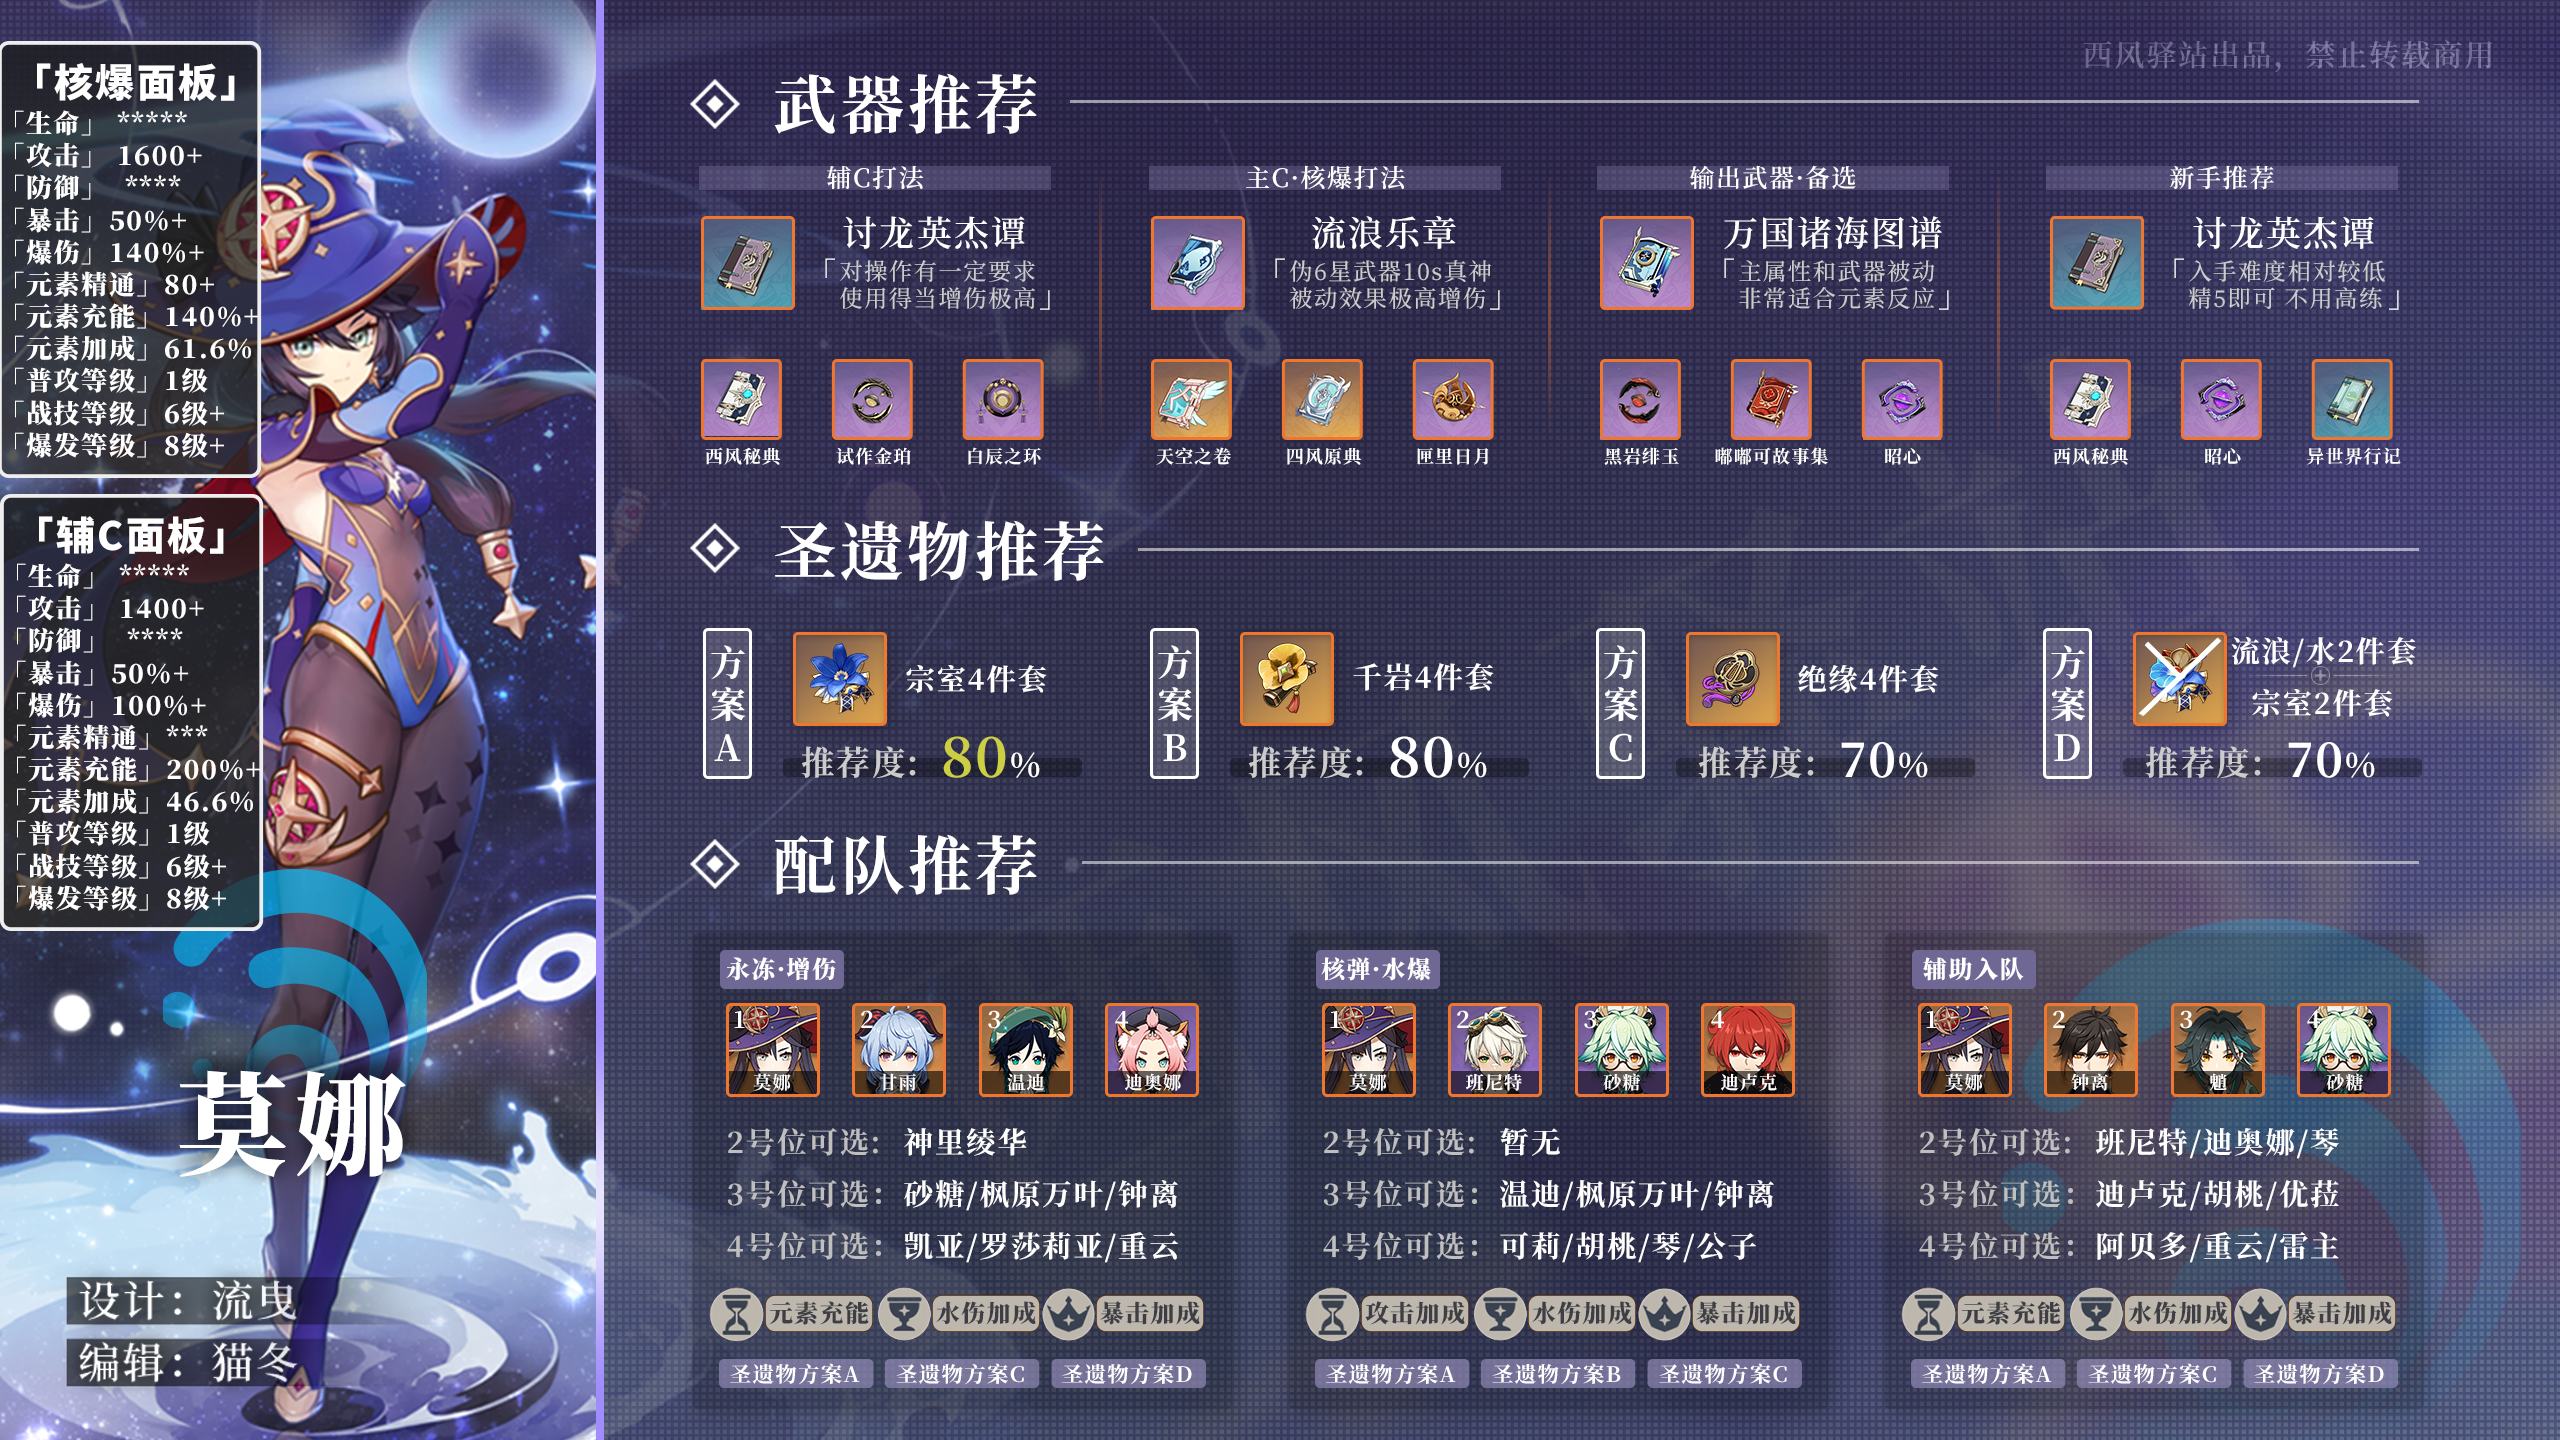 「核爆面板」
「生命」 *****
「攻击」 1600+
「防御」 ****
「暴击」50%+
「爆伤」140%+
「元素精通」80+
「元素充能」140%+
「元素加成」61.6%
「普攻等级」1级
「战技等级」6级+
「爆发等级」8级+
「辅C面板」
「生命」 *****
「攻击」 1400+
「防御」 ****
「暴击」50%+
「爆伤」100%+
「元素精通」***
「元素充能」200%+
「元素加成」46.6%
「普攻等级」1级
「战技等级」6级+
「爆发等级」8级+
莫娜
设计：流曳
编辑：猫冬
西风驿站出品，禁止转载商用
武器推荐
辅C打法
讨龙英杰谭
「对操作有一定要求
使用得当增伤极高」
西风秘典 试作金珀 白辰之环
主C·核爆打法
流浪乐章
「伪6星武器10s真神
被动效果极高增伤」
天空之卷 四风原典 匣里日月
输出武器·备选
万国诸海图谱
「主属性和武器被动
非常适合元素反应」
黑岩绯玉 嘟嘟可故事集 昭心
新手推荐
讨龙英杰谭
「入手难度相对较低
精5即可 不用高练」
西风秘典 昭心 异世界行记
圣遗物推荐
方案A
宗室4件套
推荐度：80%
方案B
千岩4件套
推荐度：80%
方案C
绝缘4件套
推荐度：70%
方案D
流浪/水2件套
宗室2件套
推荐度：70%
配队推荐
永冻·增伤
1 2 3 4
莫娜 甘雨 温迪 迪奥娜
2号位可选：神里绫华
3号位可选：砂糖/枫原万叶/钟离
4号位可选：凯亚/罗莎莉亚/重云
元素充能 水伤加成 暴击加成
圣遗物方案A 圣遗物方案C 圣遗物方案D
核弹·水爆
1 2 3 4
莫娜 班尼特 砂糖 迪卢克
2号位可选：暂无
3号位可选：温迪/枫原万叶/钟离
4号位可选：可莉/胡桃/琴/公子
攻击加成 水伤加成 暴击加成
圣遗物方案A 圣遗物方案B 圣遗物方案C
辅助入队
1 2 3 4
莫娜 钟离 魈 砂糖
2号位可选：班尼特/迪奥娜/琴
3号位可选：迪卢克/胡桃/优菈
4号位可选：阿贝多/重云/雷主
元素充能 水伤加成 暴击加成
圣遗物方案A 圣遗物方案C 圣遗物方案D